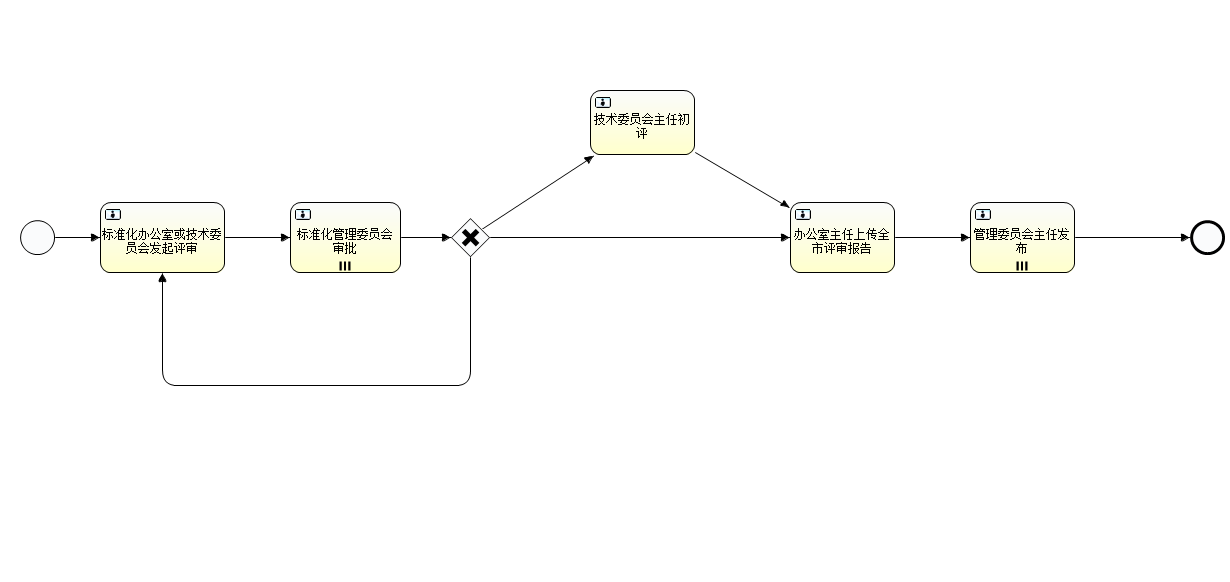 技术委员会主任初
评
标准化办公室或技术委
员会发起评审
标准化管理委员会
审批
办公室主任上传全
市评审报告
管理委员会主任发
布